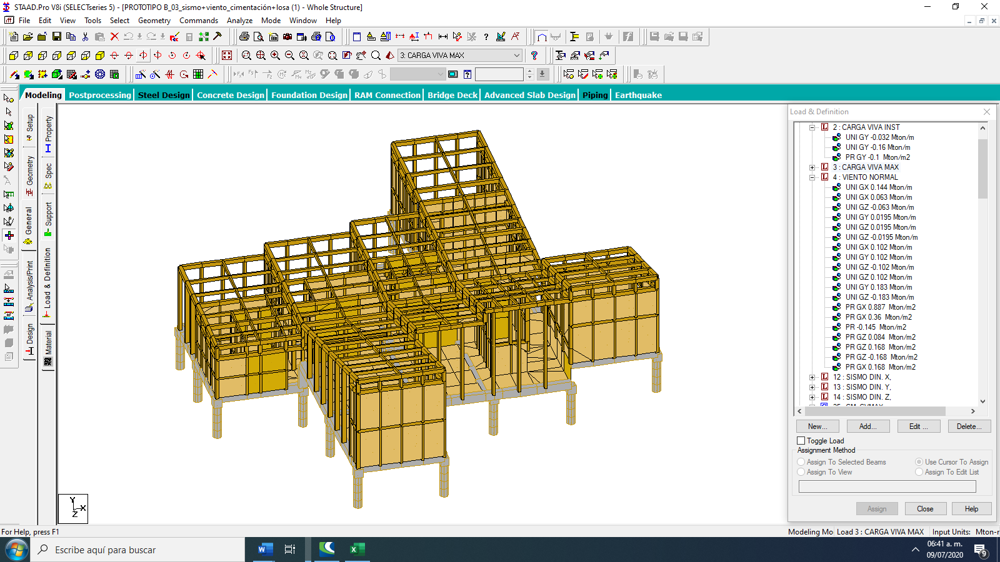 STAAD.Pro V8i (SELECTseries 5) - [PROTOTIPO B_03_sismo+viento_cimentación+losa (1) - Whole Structure]
File Edit View Tools Select Geometry Commands Analyze Mode Window Help
3: CARGA VIVA MAX
Modeling Postprocessing Steel Design Concrete Design Foundation Design RAM Connection Bridge Deck Advanced Slab Design Piping Earthquake
Setup
Geometry
General
Analysis/Print
Design
Property
Spec
Support
Load & Definition
Material
Load & Definition
2 : CARGA VIVA INST
UNI GY -0.032 Mton/m
UNI GY -0.16 Mton/m
PR GY -0.1 Mton/m2
3 : CARGA VIVA MAX
4 : VIENTO NORMAL
UNI GX 0.144 Mton/m
UNI GX 0.063 Mton/m
UNI GZ -0.063 Mton/m
UNI GY 0.0195 Mton/m
UNI GZ 0.0195 Mton/m
UNI GZ -0.0195 Mton/m
UNI GX 0.102 Mton/m
UNI GY 0.102 Mton/m
UNI GZ -0.102 Mton/m
UNI GZ 0.102 Mton/m
UNI GY 0.183 Mton/m
UNI GZ -0.183 Mton/m
PR GX 0.887 Mton/m2
PR GX 0.36 Mton/m2
PR -0.145 Mton/m2
PR GZ 0.084 Mton/m2
PR GZ 0.168 Mton/m2
PR GZ -0.168 Mton/m2
PR GX 0.168 Mton/m2
12 : SISMO DIN. X,
13 : SISMO DIN. Y,
14 : SISMO DIN. Z,
New... Add... Edit ... Delete...
Toggle Load
Assignment Method
Assign To Selected Beams Use Cursor To Assign
Assign To View Assign To Edit List
Assign Close Help
Y
X
Z
For Help, press F1 Modeling Mo Load 3 : CARGA VIVA MAX Input Units: Mton-
Escribe aquí para buscar
06:41 a. m.
09/07/2020
9